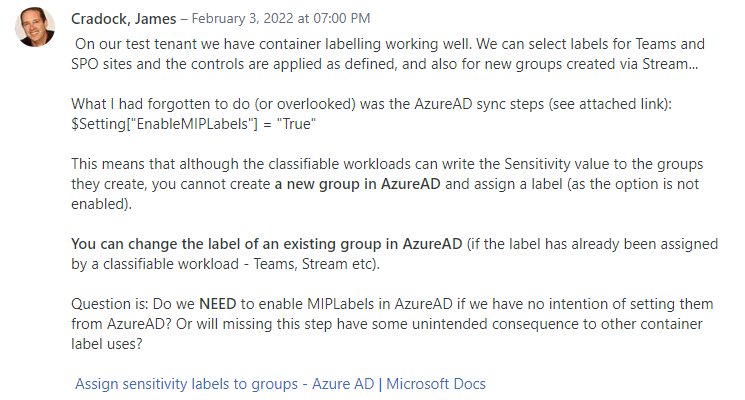 Cradock, James – February 3, 2022 at 07:00 PM
On our test tenant we have container labelling working well. We can select labels for Teams and
SPO sites and the controls are applied as defined, and also for new groups created via Stream...
What I had forgotten to do (or overlooked) was the AzureAD sync steps (see attached link):
$Setting["EnableMIPLabels"] = "True"
This means that although the classifiable workloads can write the Sensitivity value to the groups
they create, you cannot create a new group in AzureAD and assign a label (as the option is not
enabled).
You can change the label of an existing group in AzureAD (if the label has already been assigned
by a classifiable workload - Teams, Stream etc).
Question is: Do we NEED to enable MIPLabels in AzureAD if we have no intention of setting them
from AzureAD? Or will missing this step have some unintended consequence to other container
label uses?
Assign sensitivity labels to groups - Azure AD | Microsoft Docs